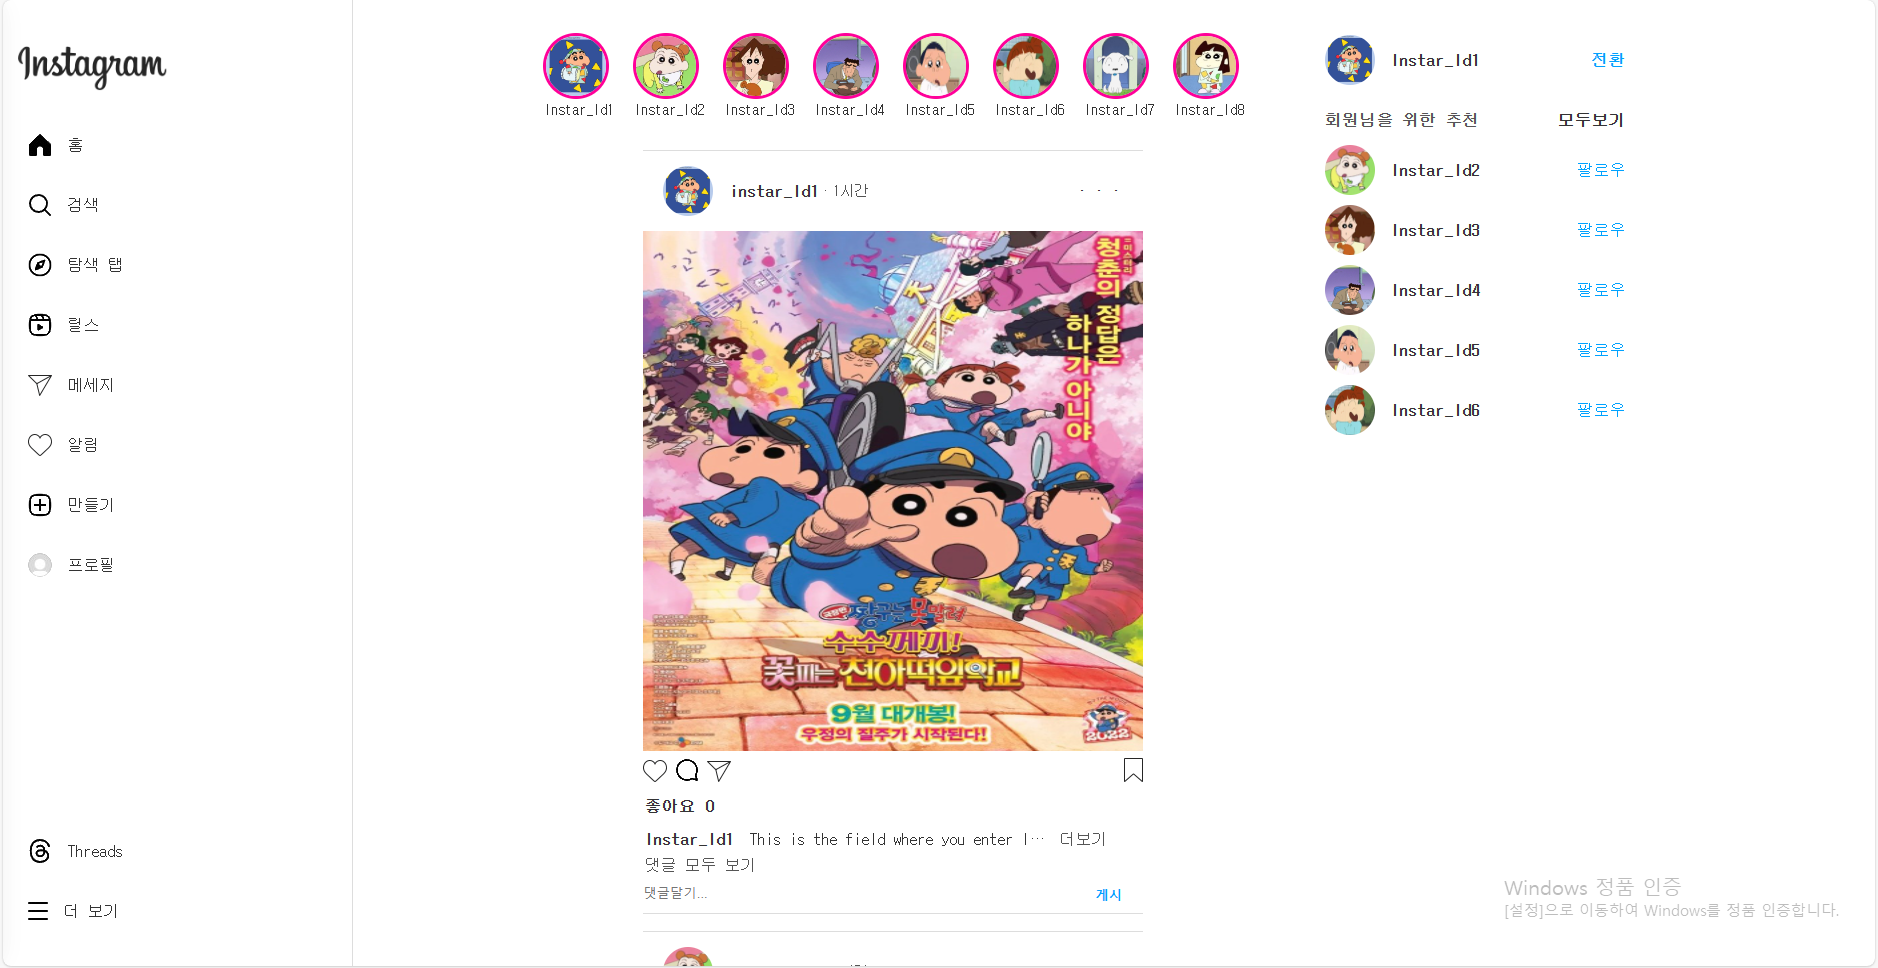 Instagram
홈
검색
탐색 탭
릴스
메세지
알림
만들기
프로필
Threads
더 보기
Instar_Id1
Instar_Id2
Instar_Id3
Instar_Id4
Instar_Id5
Instar_Id6
Instar_Id7
Instar_Id8
instar_Id1 · 1시간
· · ·
미스터리
청춘의 정답은
하나가 아니야
극장판
짱구는 못말려
수수께끼!
꽃피는 천하떡잎학교
9월 대개봉!
우정의 질주가 시작된다!
2022
좋아요 0
Instar_Id1 This is the field where you enter l… 더보기
댓글 모두 보기
댓글달기...
게시
Instar_Id1 전환
회원님을 위한 추천 모두보기
Instar_Id2 팔로우
Instar_Id3 팔로우
Instar_Id4 팔로우
Instar_Id5 팔로우
Instar_Id6 팔로우
Windows 정품 인증
[설정]으로 이동하여 Windows를 정품 인증합니다.